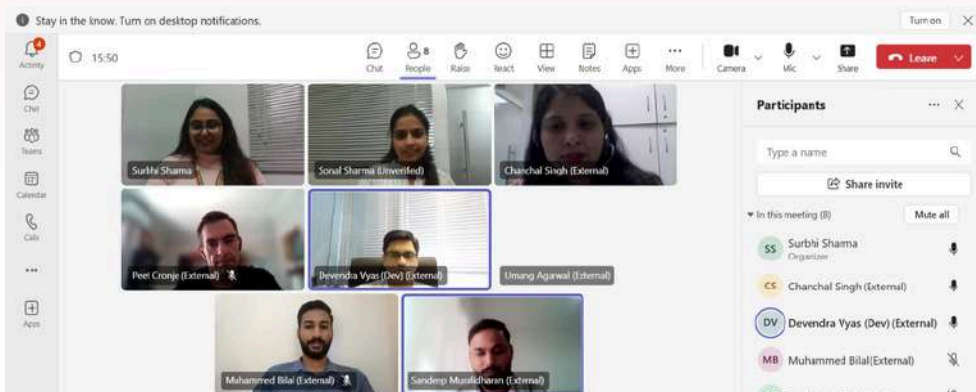 Stay in the know. Turn on desktop notifications.
Turn on
15:50
Chat
8
People
Raise
React
View
Notes
Apps
More
Camera
Mic
Share
Leave
4
Activity
Chat
Teams
Calendar
Calls
Apps
Surbhi Sharma
Sonal Sharma (Unverified)
Chanchal Singh (External)
Peet Cronje (External)
Devendra Vyas (Dev) (External)
Umang Agarwal (External)
Muhammed Bilal (External)
Sandeep Muralidharan (External)
Participants
Type a name
Share invite
In this meeting (8)
Mute all
SS
Surbhi Sharma
Organizer
CS
Chanchal Singh (External)
DV
Devendra Vyas (Dev) (External)
MB
Muhammed Bilal(External)